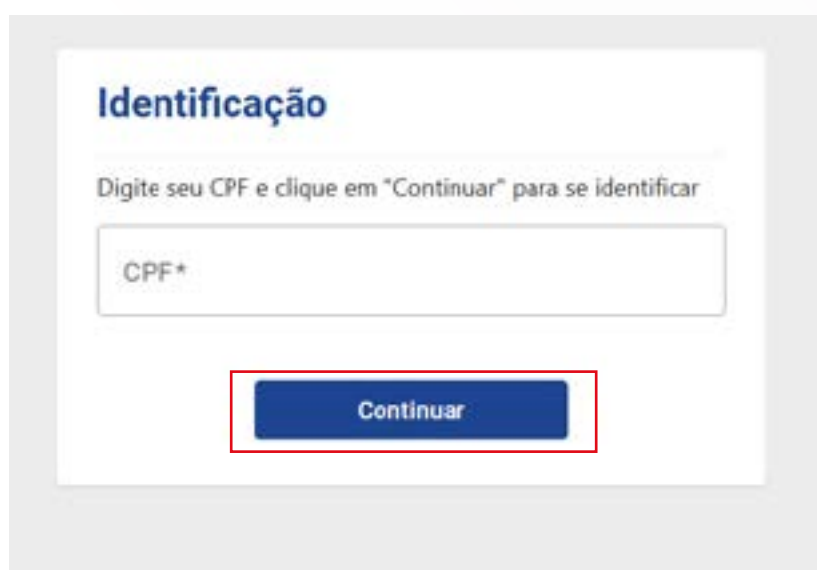 Identificação
Digite seu CPF e clique em "Continuar" para se identificar
CPF*
Continuar